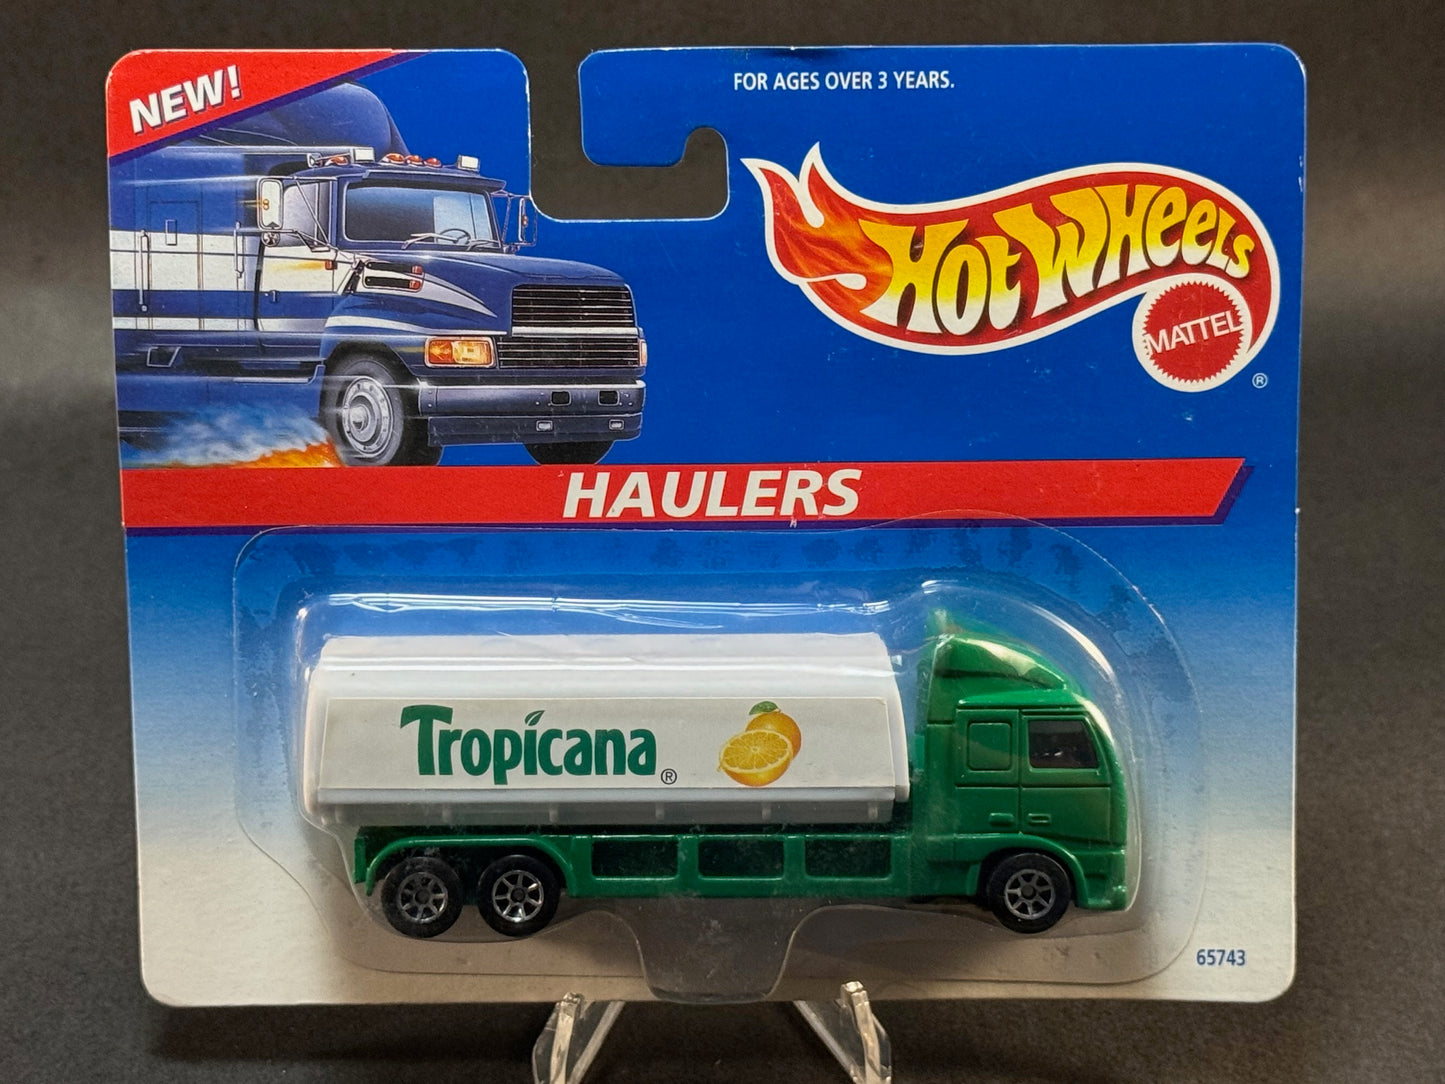 NEW!
FOR AGES OVER 3 YEARS.
HOT WHEELS
MATTEL
®
HAULERS
Tropicana ®
65743